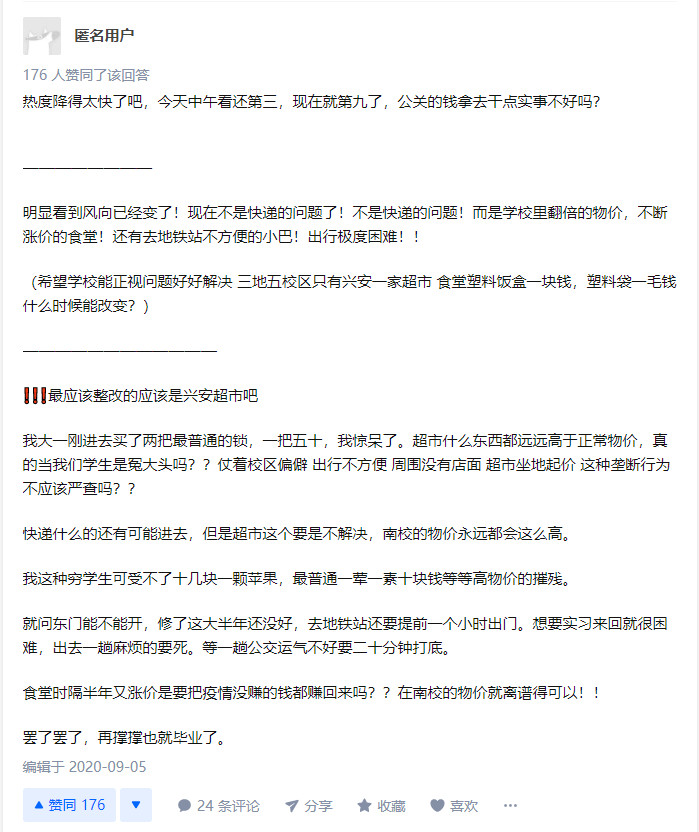 匿名用户
176 人赞同了该回答
热度降得太快了吧，今天中午看还第三，现在就第九了，公关的钱拿去干点实事不好吗？
————————
明显看到风向已经变了！现在不是快递的问题了！不是快递的问题！而是学校里翻倍的物价，不断
涨价的食堂！还有去地铁站不方便的小巴！出行极度困难！！
（希望学校能正视问题好好解决 三地五校区只有兴安一家超市 食堂塑料饭盒一块钱，塑料袋一毛钱
什么时候能改变？）
————————————
❗❗❗最应该整改的应该是兴安超市吧
我大一刚进去买了两把最普通的锁，一把五十，我惊呆了。超市什么东西都远远高于正常物价，真
的当我们学生是冤大头吗？？仗着校区偏僻 出行不方便 周围没有店面 超市坐地起价 这种垄断行为
不应该严查吗？？
快递什么的还有可能进去，但是超市这个要是不解决，南校的物价永远都会这么高。
我这种穷学生可受不了十几块一颗苹果，最普通一荤一素十块钱等等高物价的摧残。
就问东门能不能开，修了这大半年还没好，去地铁站还要提前一个小时出门。想要实习来回就很困
难，出去一趟麻烦的要死。等一趟公交运气不好要二十分钟打底。
食堂时隔半年又涨价是要把疫情没赚的钱都赚回来吗？？在南校的物价就离谱得可以！！
罢了罢了，再撑撑也就毕业了。
编辑于 2020-09-05
赞同 176 24 条评论 分享 收藏 喜欢 ···